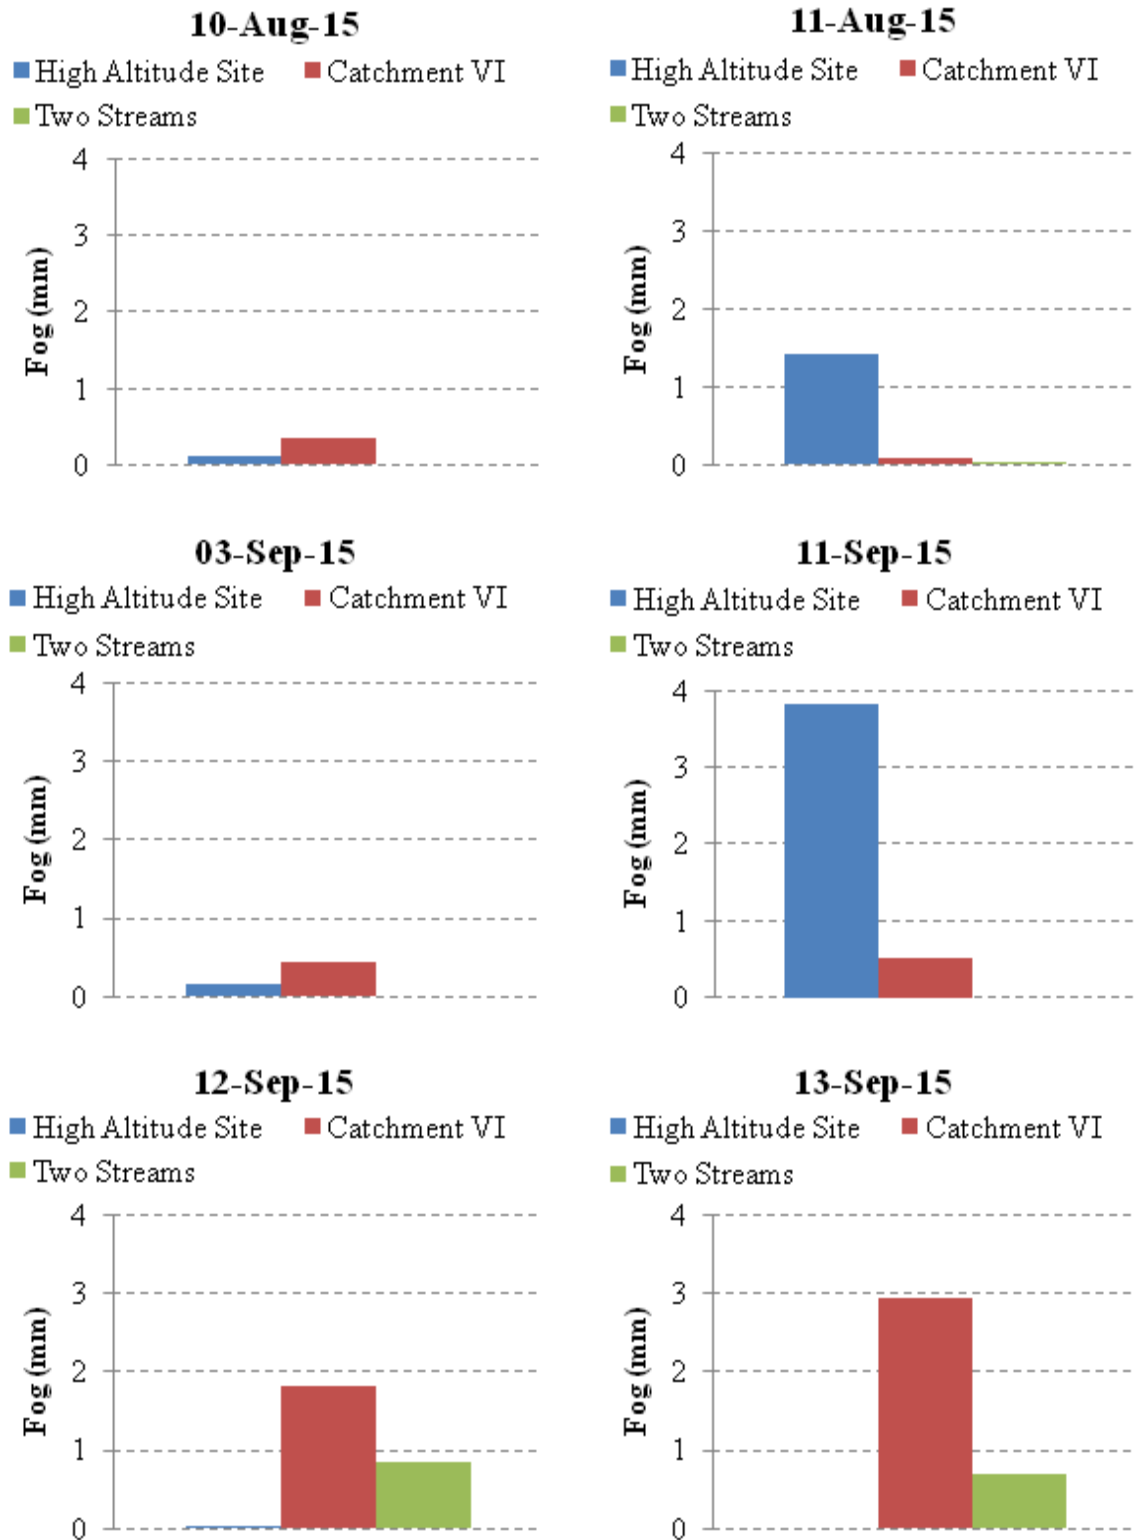 10-Aug-15
High Altitude Site Catchment VI
Two Streams
4
3
2
1
0
Fog (mm)
11-Aug-15
High Altitude Site Catchment VI
Two Streams
4
3
2
1
0
Fog (mm)
03-Sep-15
High Altitude Site Catchment VI
Two Streams
4
3
2
1
0
Fog (mm)
11-Sep-15
High Altitude Site Catchment VI
Two Streams
4
3
2
1
0
Fog (mm)
12-Sep-15
High Altitude Site Catchment VI
Two Streams
4
3
2
1
0
Fog (mm)
13-Sep-15
High Altitude Site Catchment VI
Two Streams
4
3
2
1
0
Fog (mm)